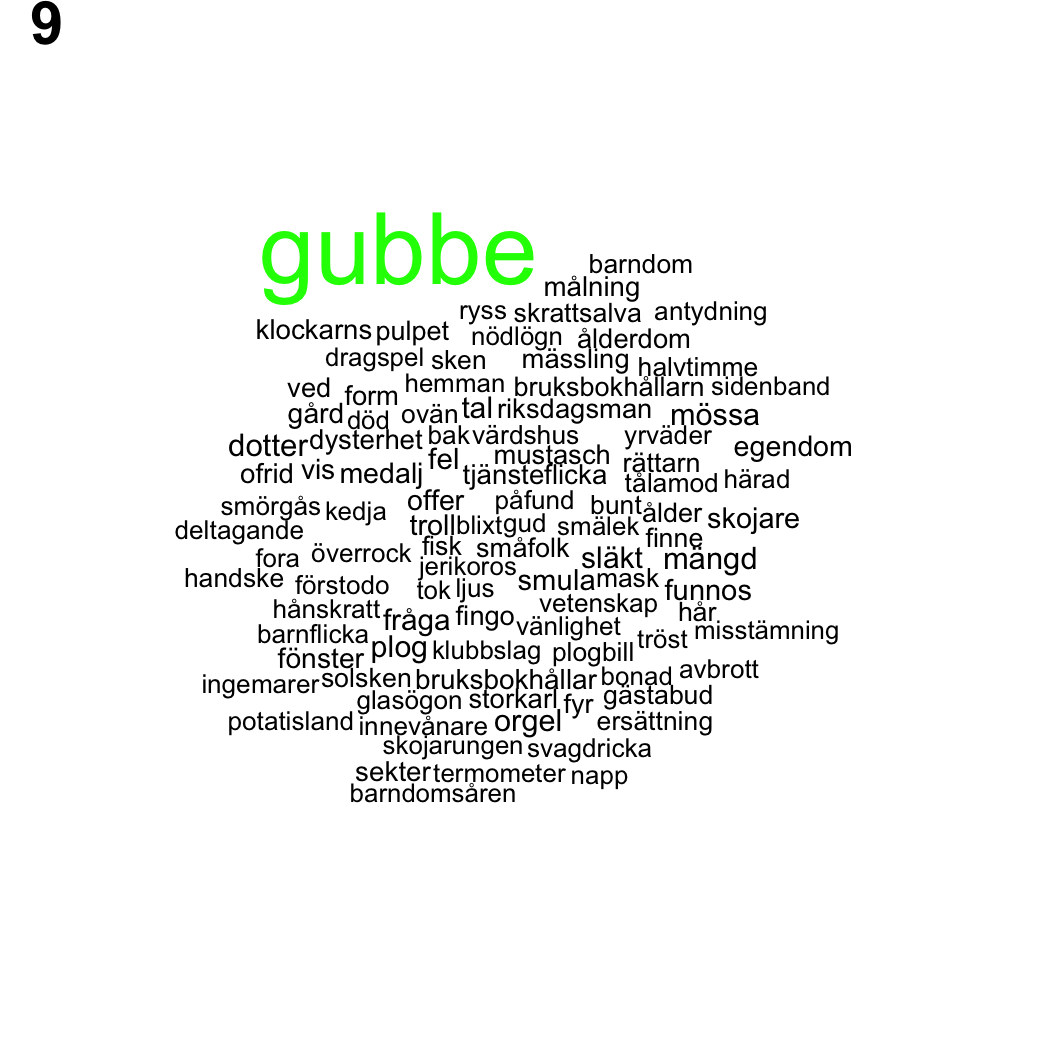 9
gubbe
barndom
målning
ryss skrattsalva antydning
klockarns pulpet nödlögn ålderdom
dragspel sken mässling halvtimme
ved form hemman bruksbokhållarn sidenband
gård död ovän tal riksdagsman mössa
dotter dysterhet bak värdshus yrväder egendom
ofrid vis medalj fel mustasch tjänsteflicka rättarn tålamod härad
smörgås kedja offer påfund bunt ålder skojare
deltagande troll blixt gud smälek finne
fora överrock fisk småfolk släkt mängd
handske förstodo jerikoros tok ljus smula mask funnos
hånskratt fråga fingo vetenskap hår
barnflicka plog klubbslag vänlighet plogbill tröst misstämning
fönster solsken bruksbokhållar bonad avbrott
ingemarer glasögon storkarl fyr gästabud
potatisland innevånare orgel ersättning
skojarungen svagdricka
sekter termometer napp
barndomsåren